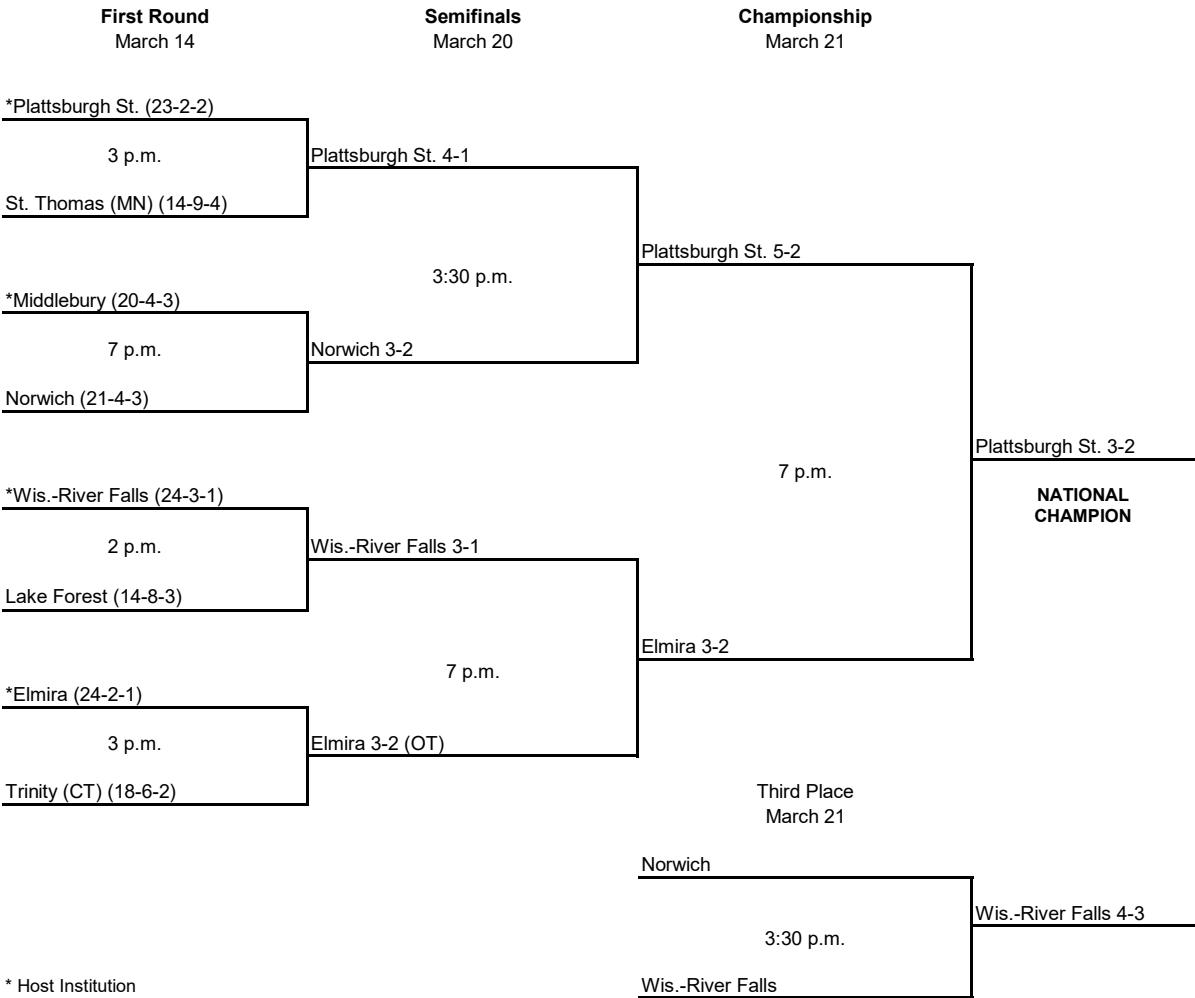 First Round
March 14
Semifinals
March 20
Championship
March 21
*Plattsburgh St. (23-2-2)
3 p.m.
Plattsburgh St. 4-1
St. Thomas (MN) (14-9-4)
Plattsburgh St. 5-2
3:30 p.m.
*Middlebury (20-4-3)
7 p.m.
Norwich 3-2
Norwich (21-4-3)
Plattsburgh St. 3-2
7 p.m.
NATIONAL
CHAMPION
*Wis.-River Falls (24-3-1)
2 p.m.
Wis.-River Falls 3-1
Lake Forest (14-8-3)
Elmira 3-2
7 p.m.
*Elmira (24-2-1)
3 p.m.
Elmira 3-2 (OT)
Trinity (CT) (18-6-2)
Third Place
March 21
Norwich
Wis.-River Falls 4-3
3:30 p.m.
Wis.-River Falls
* Host Institution